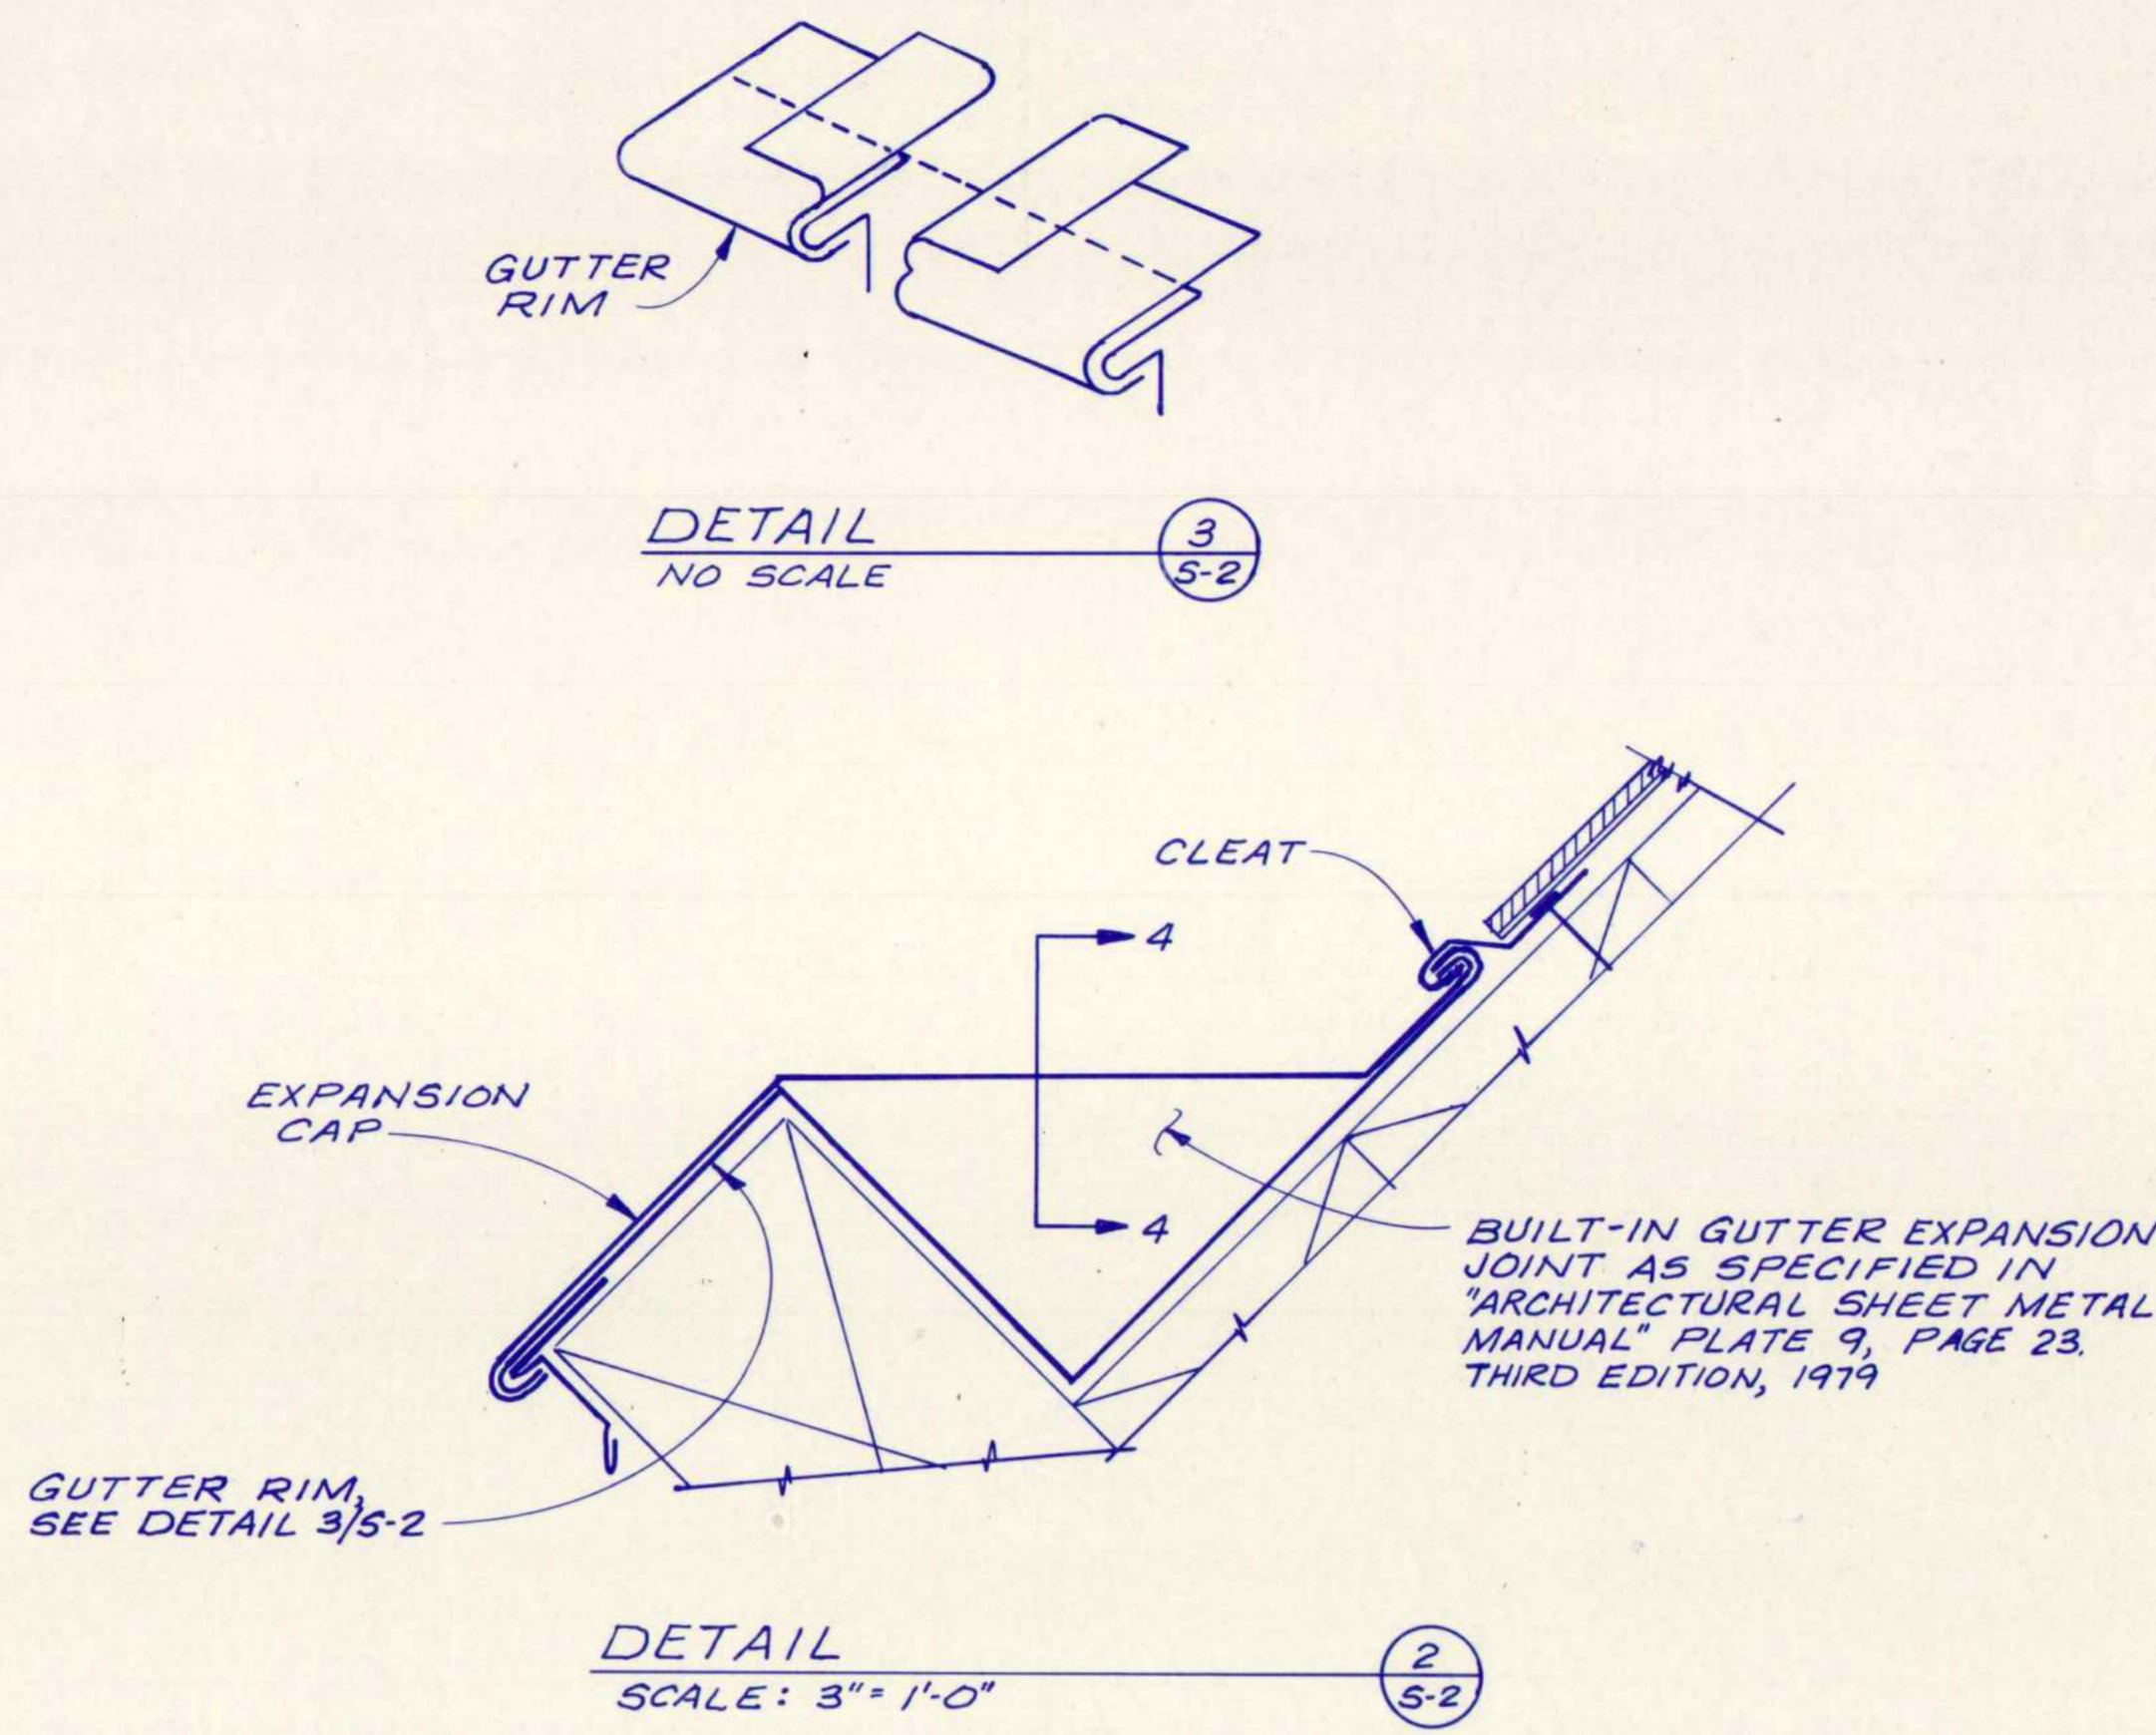 GUTTER
RIM
DETAIL
NO SCALE
3
S-2
CLEAT
4
4
EXPANSION
CAP
BUILT-IN GUTTER EXPANSION
JOINT AS SPECIFIED IN
"ARCHITECTURAL SHEET METAL
MANUAL" PLATE 9, PAGE 23.
THIRD EDITION, 1979
GUTTER RIM,
SEE DETAIL 3/S-2
DETAIL
SCALE: 3"= 1'-0"
2
S-2